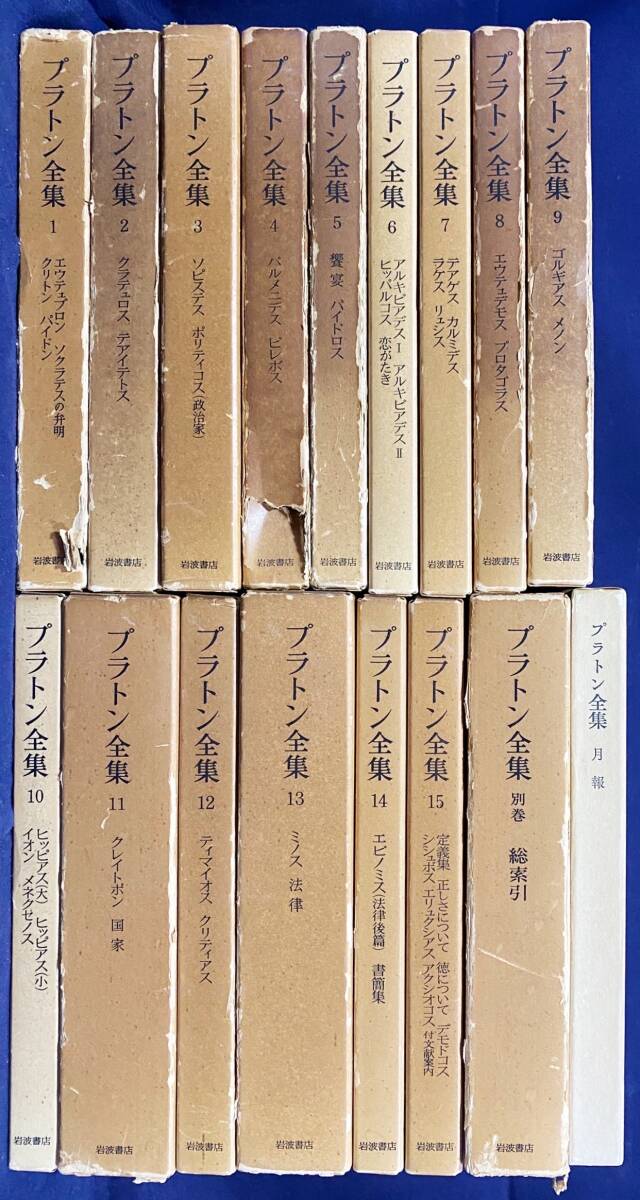 プラトン全集
1
エウテュプロン ソクラテスの弁明
クリトン パイドン
岩波書店
プラトン全集
2
クラテュロス テアイテトス
岩波書店
プラトン全集
3
ソピステス ポリティコス(政治家)
岩波書店
プラトン全集
4
パルメニデス ピレボス
岩波書店
プラトン全集
5
饗宴 パイドロス
岩波書店
プラトン全集
6
アルキビアデスⅠ アルキビアデスⅡ
ヒッパルコス 恋がたき
岩波書店
プラトン全集
7
テアゲス カルミデス
ラケス リュシス
岩波書店
プラトン全集
8
エウテュデモス プロタゴラス
岩波書店
プラトン全集
9
ゴルギアス メノン
岩波書店
プラトン全集
10
ヒッピアス(大) ヒッピアス(小)
イオン メネクセノス
岩波書店
プラトン全集
11
クレイトポン 国家
岩波書店
プラトン全集
12
ティマイオス クリティアス
岩波書店
プラトン全集
13
ミノス 法律
岩波書店
プラトン全集
14
エピノミス(法律後篇) 書簡集
岩波書店
プラトン全集
15
定義集 正しさについて 徳について デモドコス
シシュポス エリュクシアス アクシオコス 付文献案内
岩波書店
プラトン全集
別巻
総索引
岩波書店
プラトン全集
月報